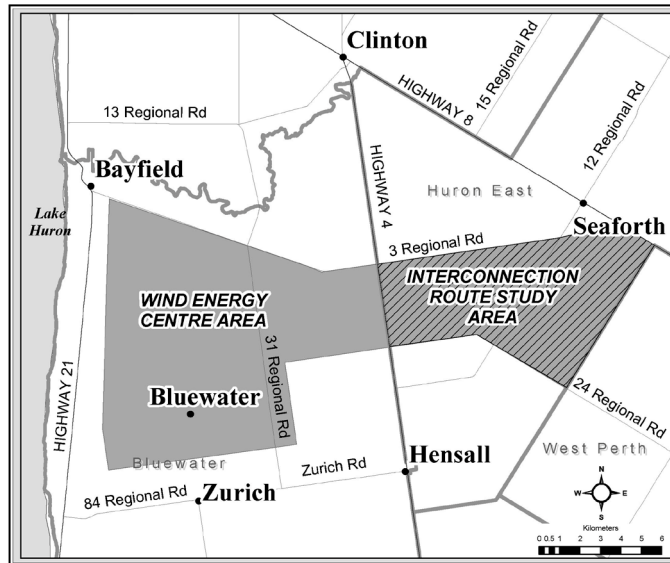 Clinton
HIGHWAY 8
15 Regional Rd
13 Regional Rd
12 Regional Rd
HIGHWAY 4
Bayfield
Huron East
Lake
Huron
Seaforth
3 Regional Rd
WIND ENERGY
CENTRE AREA
INTERCONNECTION
ROUTE STUDY
AREA
31 Regional Rd
HIGHWAY 21
Bluewater
24 Regional Rd
Bluewater
Zurich Rd
Hensall
West Perth
84 Regional Rd
Zurich
N
W E
S
Kilometers
0 0.5 1 2 3 4 5 6